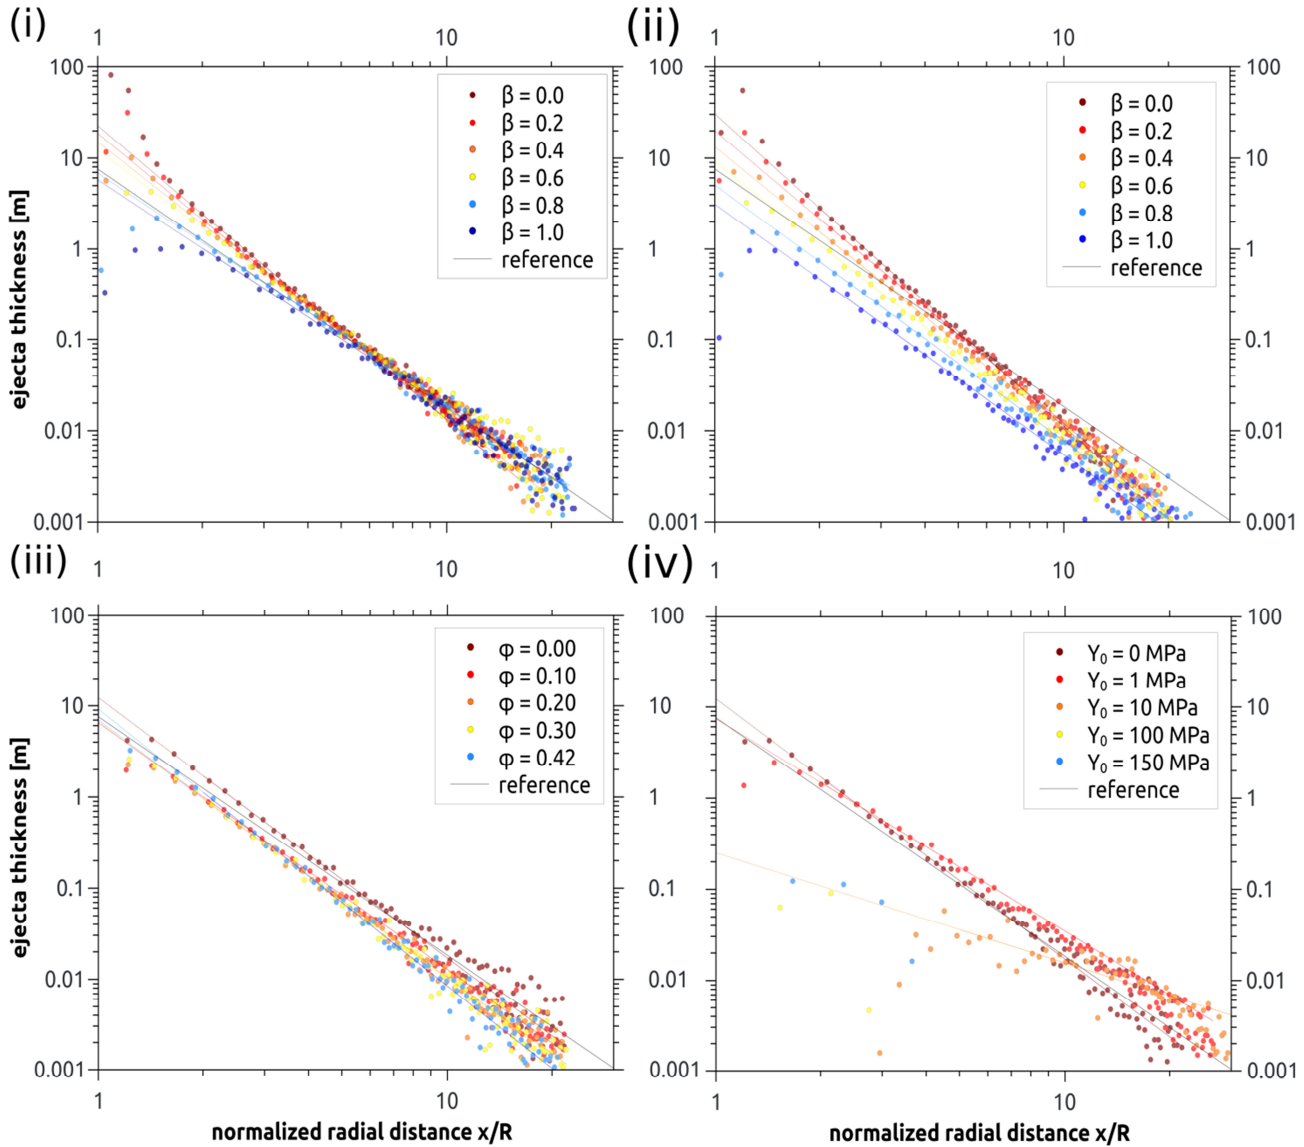 (i)
1 10
100
10
1
0.1
0.01
0.001
ejecta thickness [m]
β = 0.0
β = 0.2
β = 0.4
β = 0.6
β = 0.8
β = 1.0
reference
(ii)
1 10
100 100
10 10
1 1
0.1 0.1
0.01 0.01
0.001 0.001
β = 0.0
β = 0.2
β = 0.4
β = 0.6
β = 0.8
β = 1.0
reference
(iii)
1 10
100
10
1
0.1
0.01
0.001
ejecta thickness [m]
φ = 0.00
φ = 0.10
φ = 0.20
φ = 0.30
φ = 0.42
reference
1 10
normalized radial distance x/R
(iv)
1 10
100 100
10 10
1 1
0.1 0.1
0.01 0.01
0.001 0.001
Y₀ = 0 MPa
Y₀ = 1 MPa
Y₀ = 10 MPa
Y₀ = 100 MPa
Y₀ = 150 MPa
reference
1 10
normalized radial distance x/R